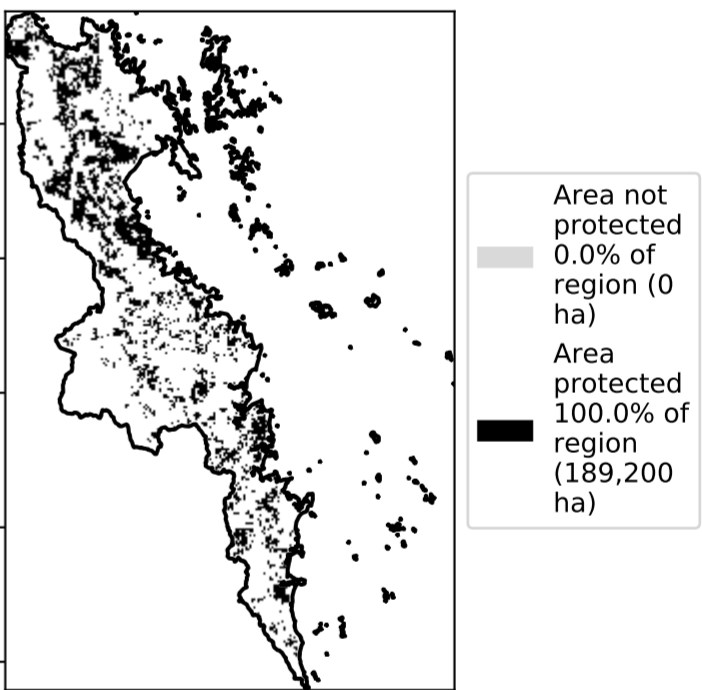 Area not
protected
0.0% of
region (0
ha)
Area
protected
100.0% of
region
(189,200
ha)